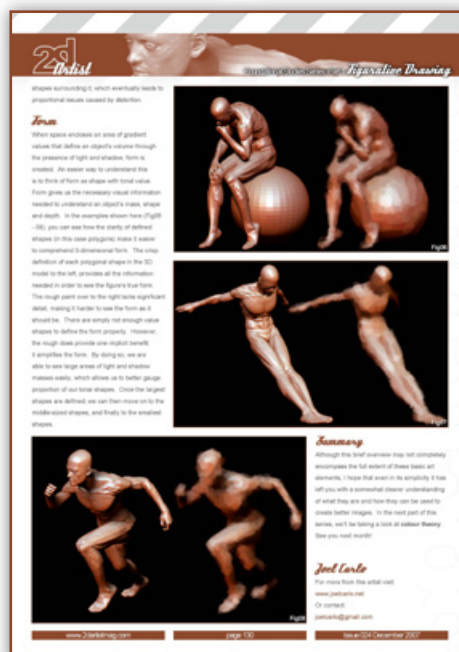 2d Artist
Figurative Drawing
shapes surrounding it, which eventually leads to
proportional issues caused by distortion.
Form
When space encloses an area of gradient
values that define an object's volume through
the presence of light and shadow, form is
created. An easier way to understand this
is to think of form as shape with tonal value.
Form gives us the necessary visual information
needed to understand an object's mass, shape
and depth. In the examples shown here (Fig06
-08), you can see how the clarity of defined
shapes (in this case polygons) make it easier
to comprehend 3-dimensional form. The crisp
definition of each polygonal shape in the 3D
model to the left, provides all the information
needed in order to see the figure's true form.
The rough paint over to the right lacks significant
detail, making it harder to see the form as it
should be. There are simply not enough value
shapes to define the form properly. However,
the rough does provide one implicit benefit:
it simplifies the form. By doing so, we are
able to see large areas of light and shadow
masses easily, which allows us to better gauge
proportion of our tonal shapes. Once the largest
shapes are defined, we can then move on to the
middle-sized shapes, and finally to the smallest
shapes.
Fig06
Fig07
Fig08
Summary
Although this brief overview may not completely
encompass the full extent of these basic art
elements, I hope that even in its simplicity it has
left you with a somewhat clearer understanding
of what they are and how they can be used to
create better images. In the next part of this
series, we'll be taking a look at colour theory.
See you next month!
Joel Carlo
For more from this artist visit:
www.joelcarlo.net
Or contact:
joelcarlo@gmail.com
www.2dartistmag.com
page 130
Issue 024 December 2007